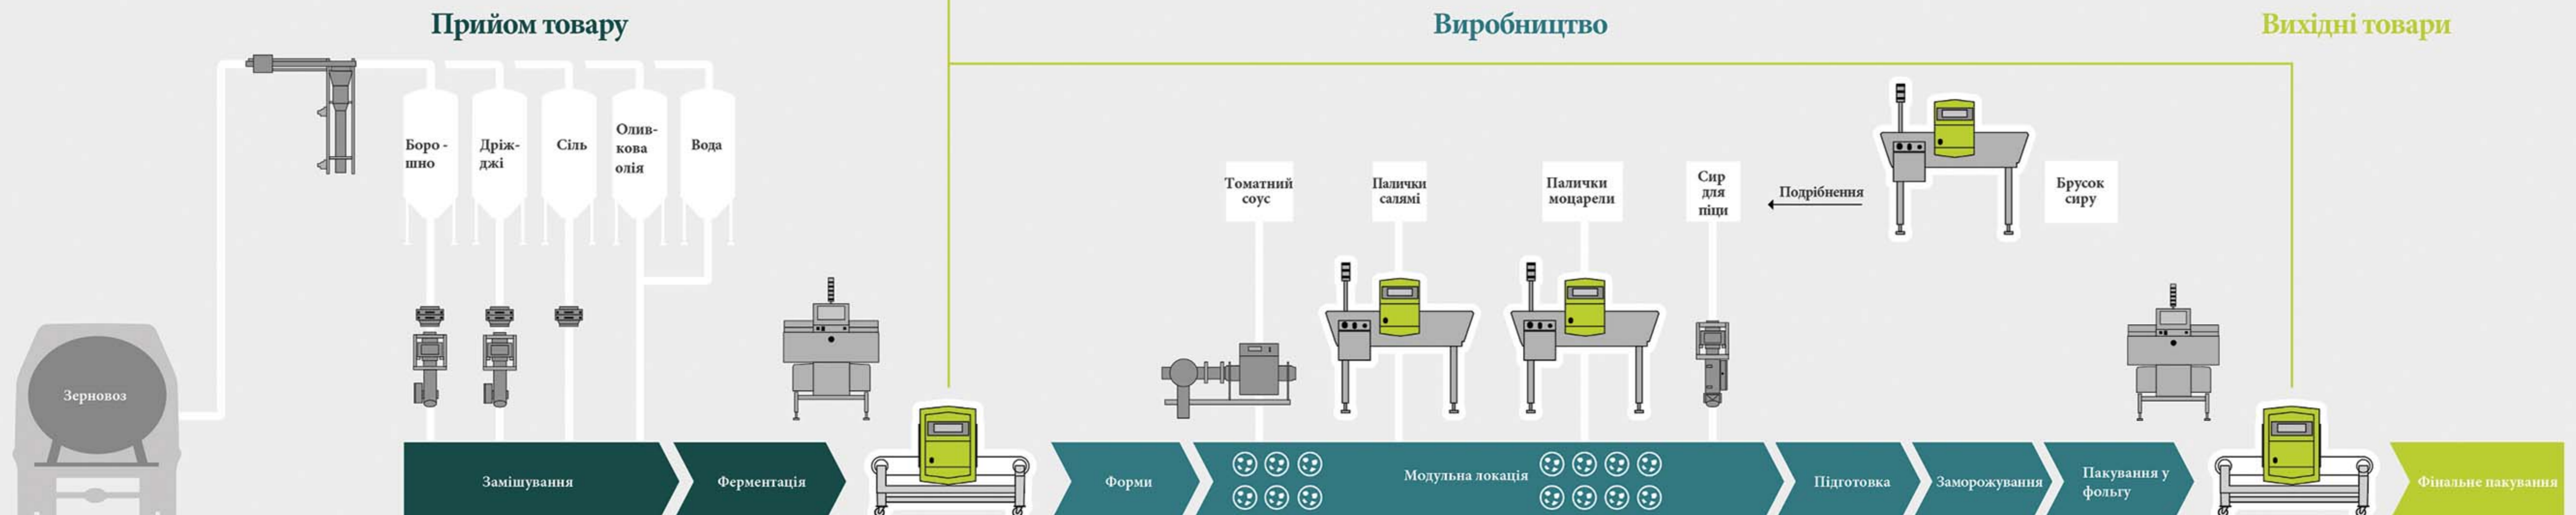 Прийом товару
Виробництво
Вихідні товари
Зерновоз
Боро -
шно
Дріж-
джі
Сіль
Олив-
кова
олія
Вода
Томатний
соус
Палички
салямі
Палички
моцарели
Сир
для
піци
Подрібнення
Брусок
сиру
Замішування
Ферментація
Форми
Модульна локація
Підготовка
Заморожування
Пакування у
фольгу
Фінальне пакування